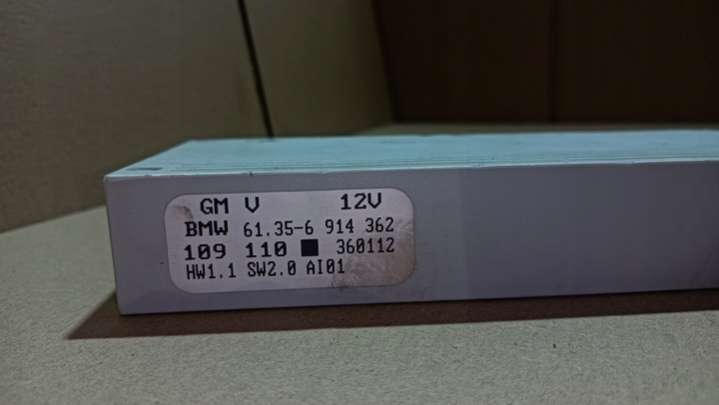 GM V 12V
BMW 61.35-6 914 362
109 110 ■ 360112
HW1.1 SW2.0 AI01